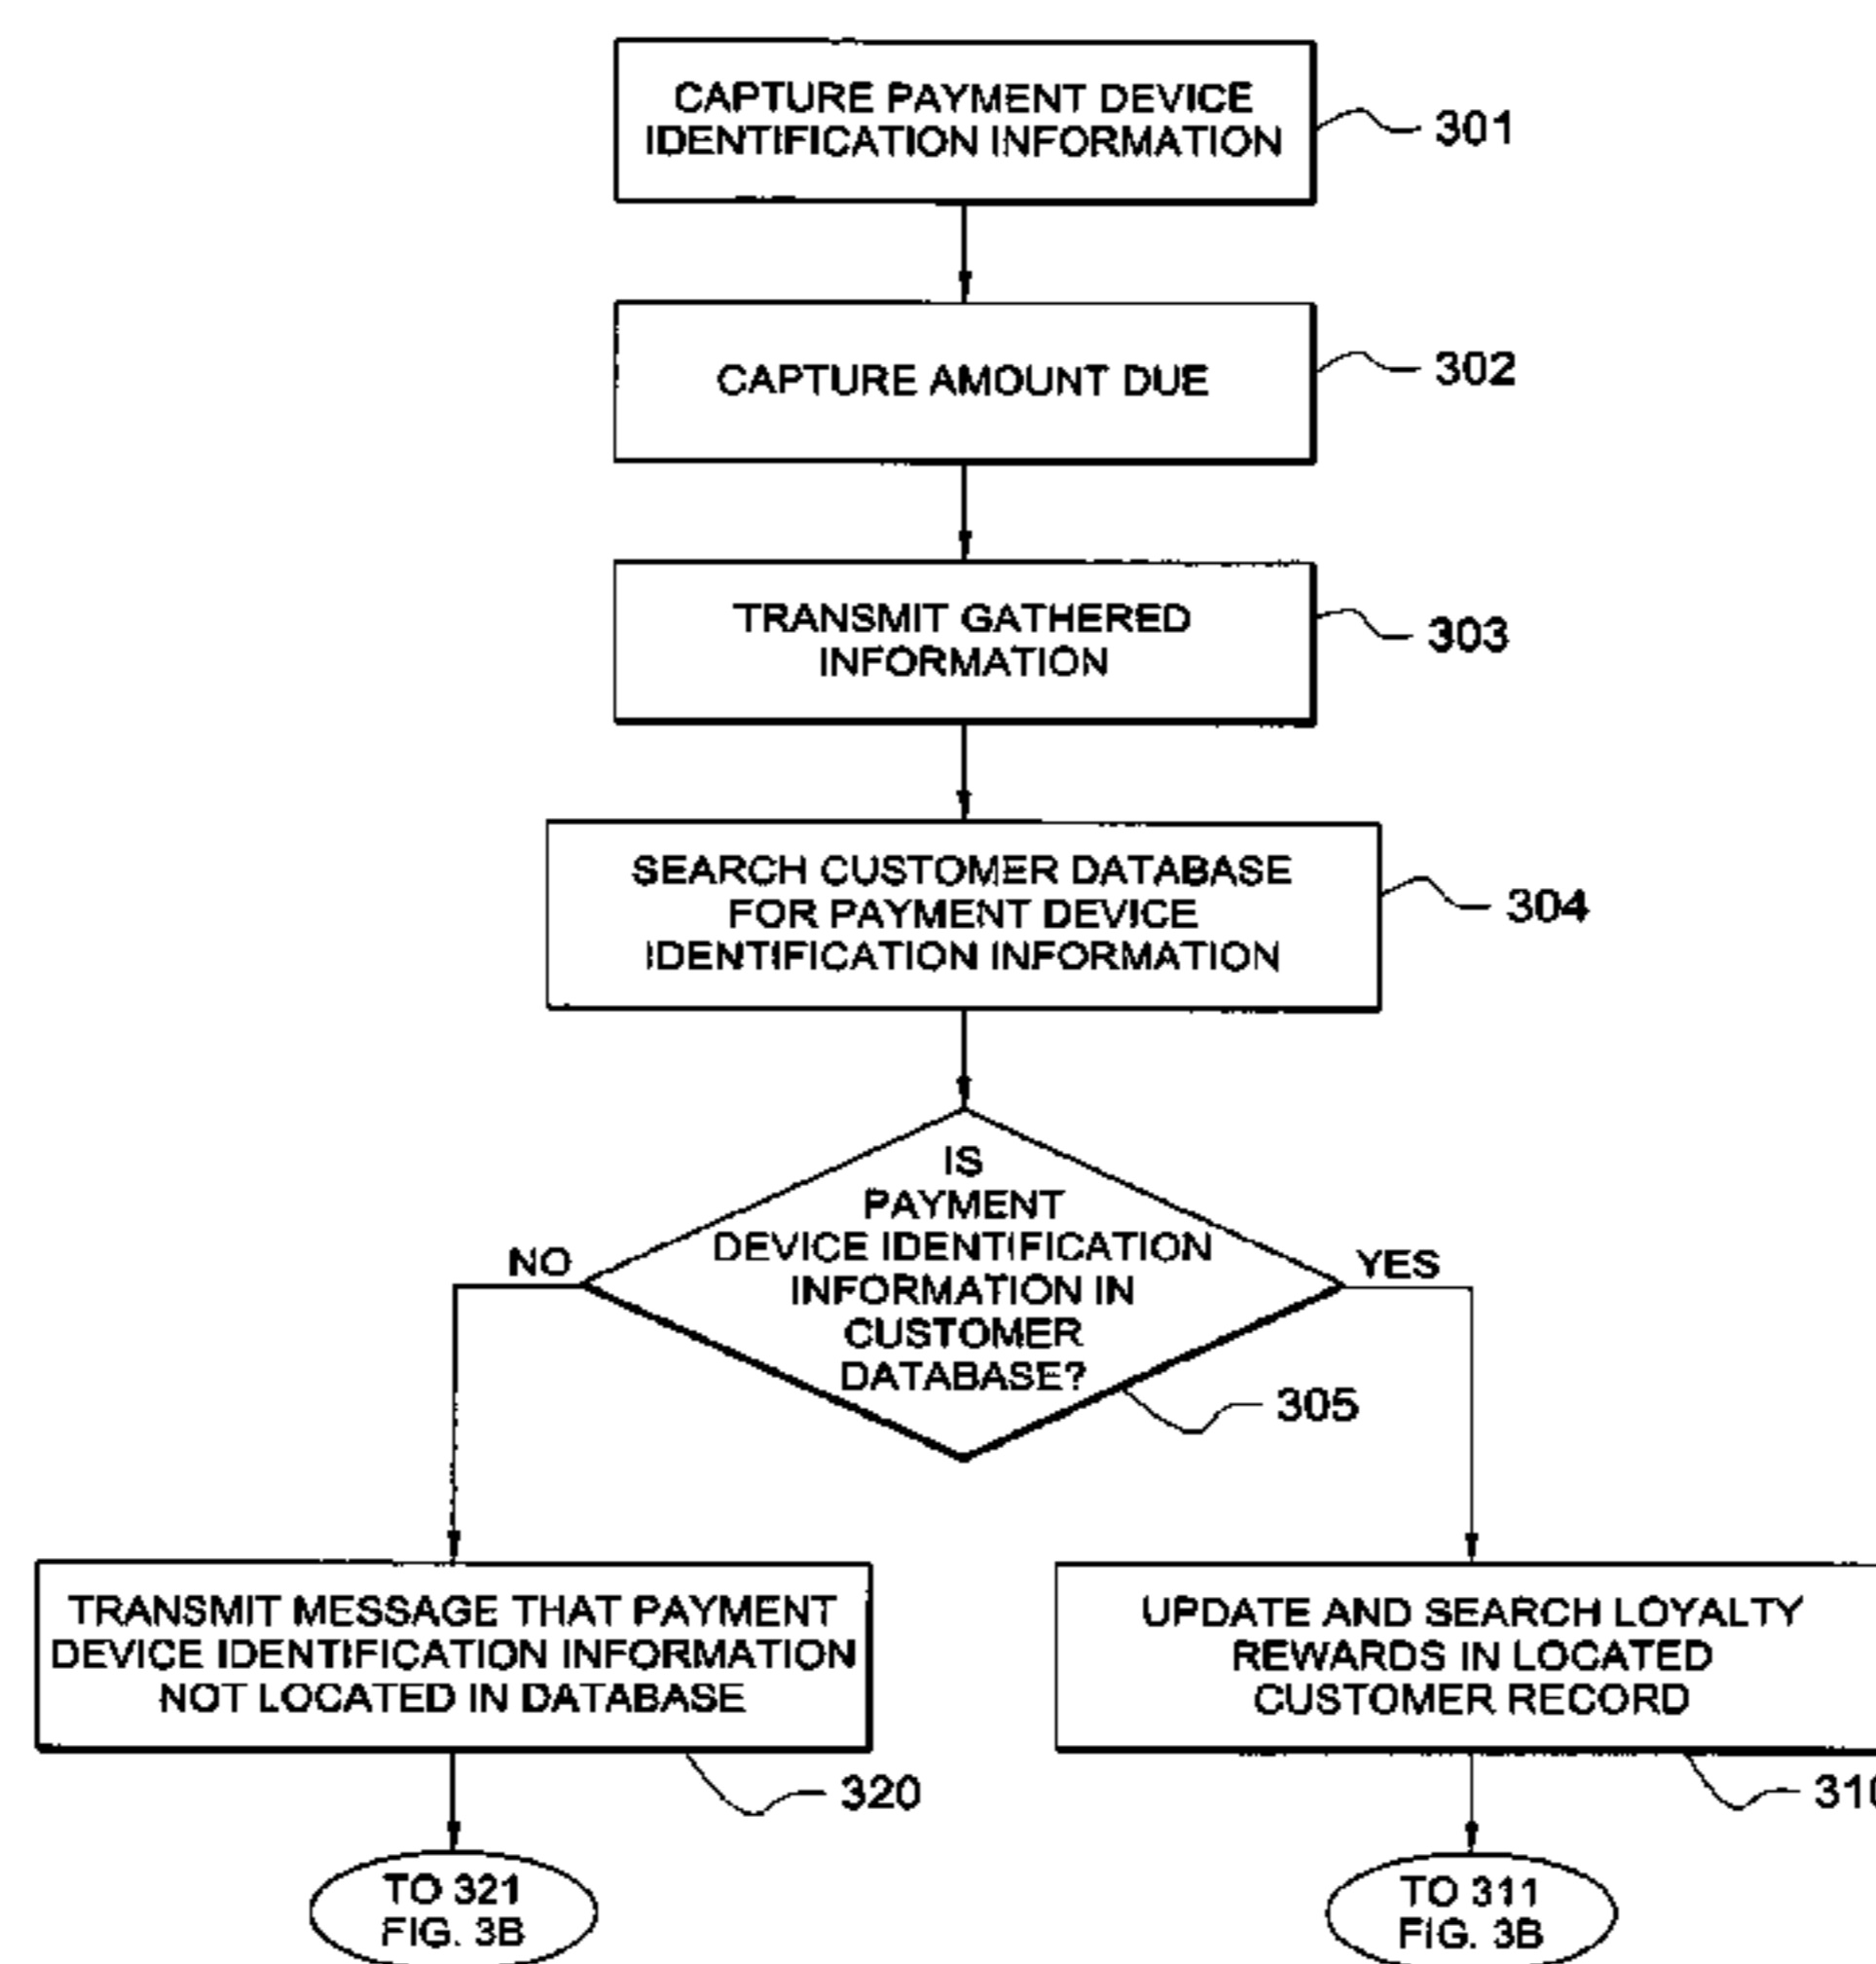 CAPTURE PAYMENT DEVICE
IDENTIFICATION INFORMATION
301
CAPTURE AMOUNT DUE
302
TRANSMIT GATHERED
INFORMATION
303
SEARCH CUSTOMER DATABASE
FOR PAYMENT DEVICE
IDENTIFICATION INFORMATION
304
IS
PAYMENT
DEVICE IDENTIFICATION
INFORMATION IN
CUSTOMER
DATABASE?
305
NO
YES
TRANSMIT MESSAGE THAT PAYMENT
DEVICE IDENTIFICATION INFORMATION
NOT LOCATED IN DATABASE
320
UPDATE AND SEARCH LOYALTY
REWARDS IN LOCATED
CUSTOMER RECORD
310
TO 321
FIG. 3B
TO 311
FIG. 3B